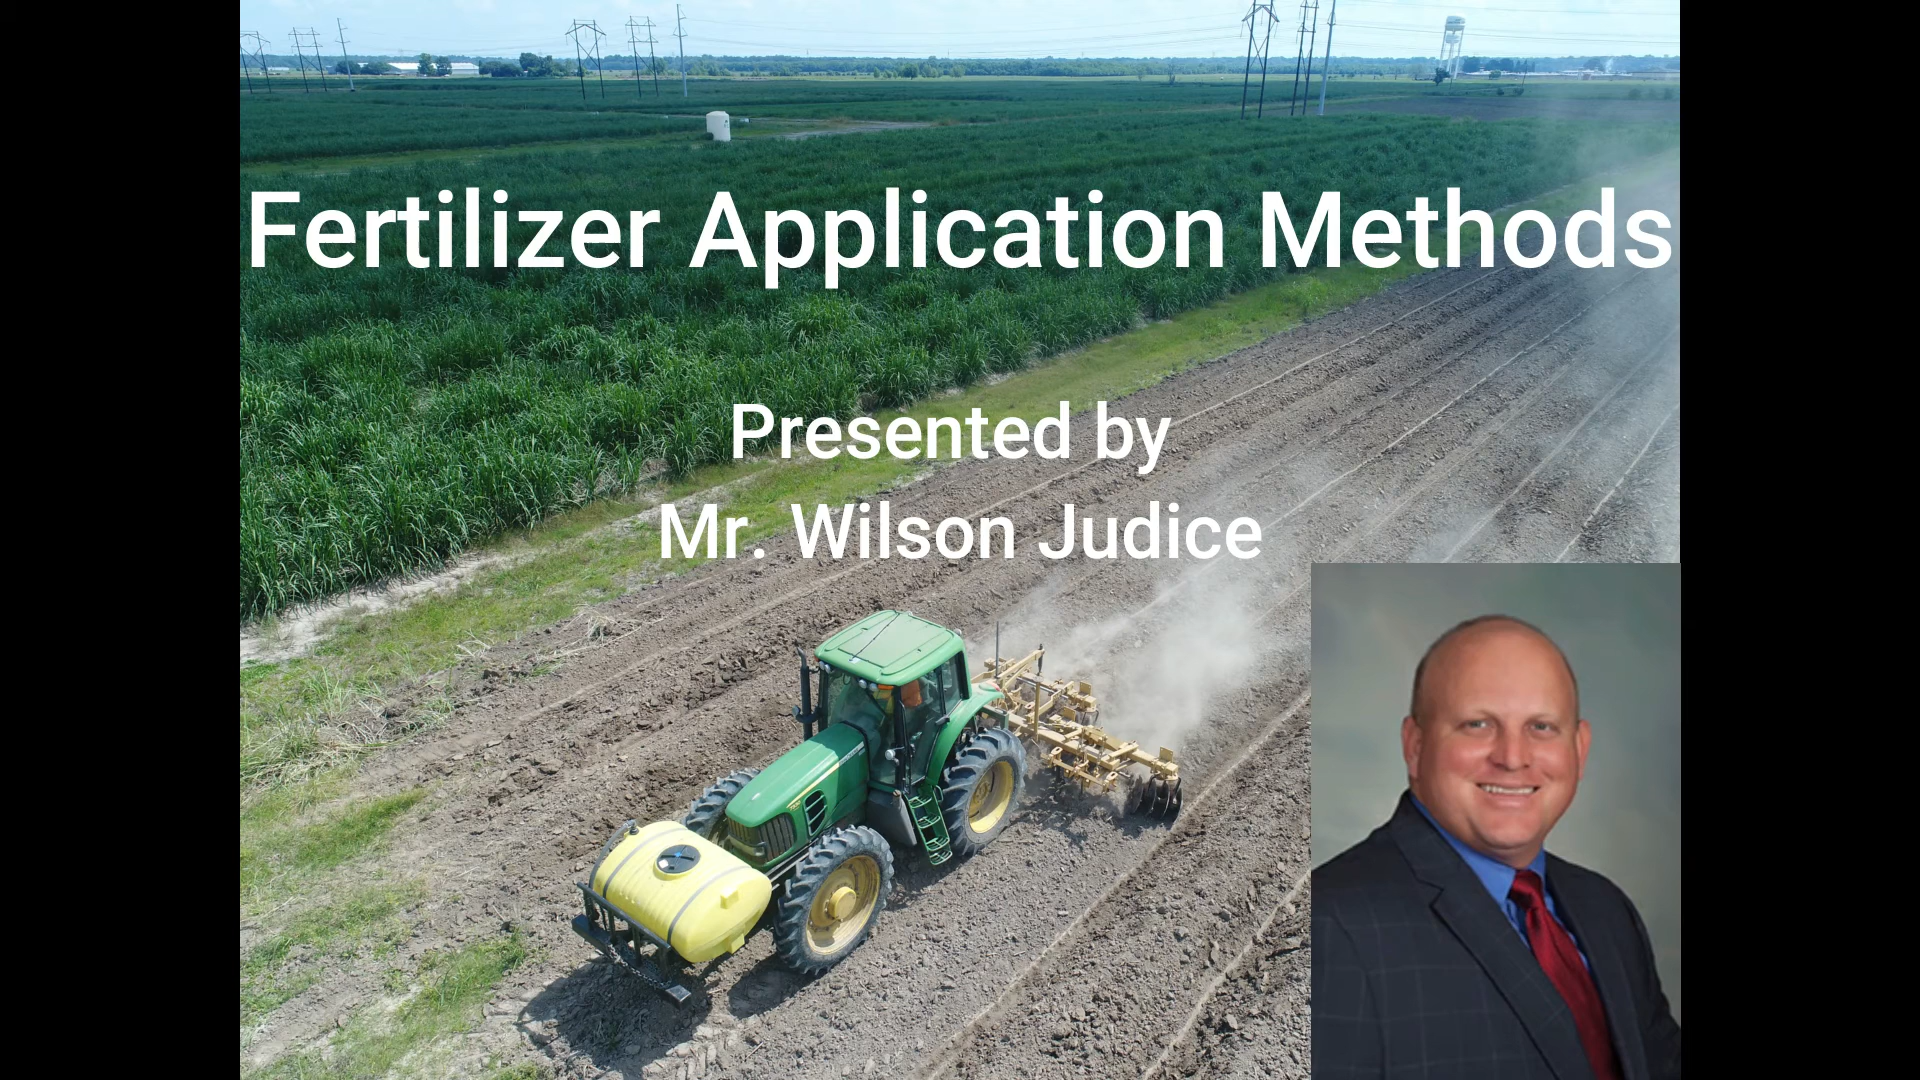 Fertilizer Application Methods
Presented by
Mr. Wilson Judice